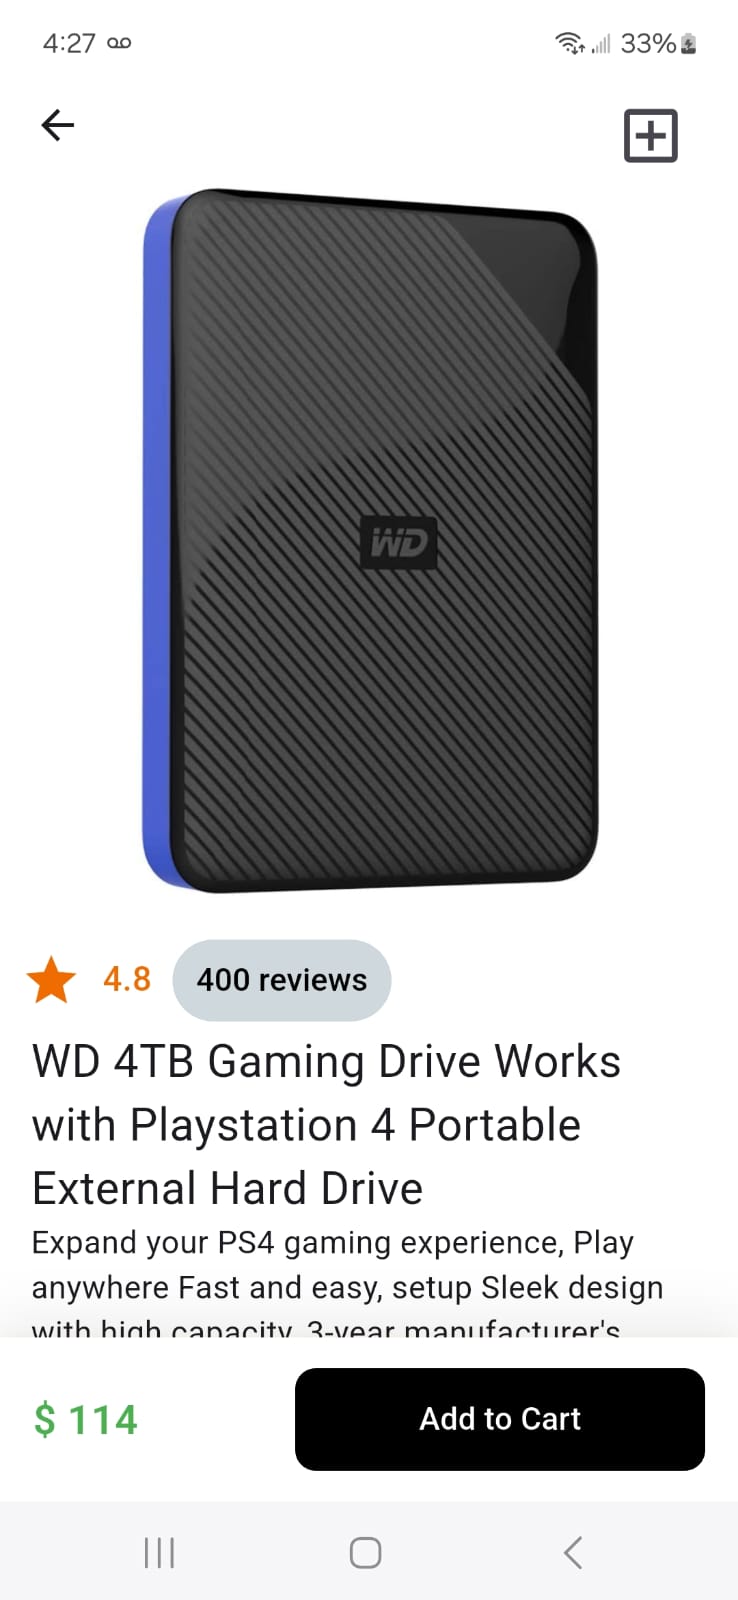 4:27
33%
WD
4.8
400 reviews
WD 4TB Gaming Drive Works
with Playstation 4 Portable
External Hard Drive
Expand your PS4 gaming experience, Play
anywhere Fast and easy, setup Sleek design
with high capacity, 3-year manufacturer's
$ 114
Add to Cart